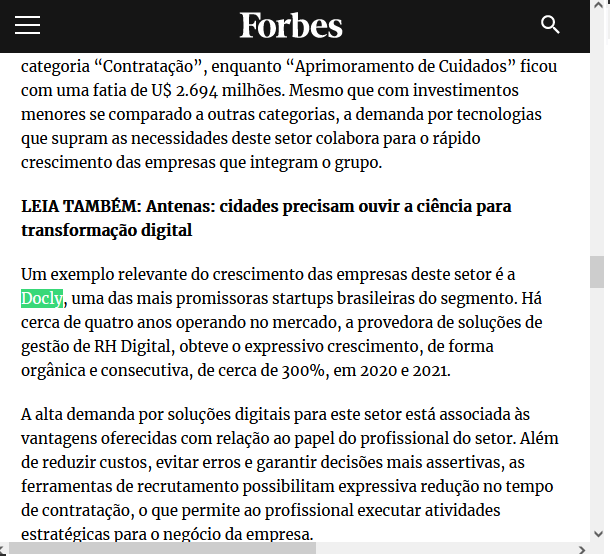 Forbes
categoria “Contratação”, enquanto “Aprimoramento de Cuidados” ficou
com uma fatia de U$ 2.694 milhões. Mesmo que com investimentos
menores se comparado a outras categorias, a demanda por tecnologias
que supram as necessidades deste setor colabora para o rápido
crescimento das empresas que integram o grupo.
LEIA TAMBÉM: Antenas: cidades precisam ouvir a ciência para
transformação digital
Um exemplo relevante do crescimento das empresas deste setor é a
Docly, uma das mais promissoras startups brasileiras do segmento. Há
cerca de quatro anos operando no mercado, a provedora de soluções de
gestão de RH Digital, obteve o expressivo crescimento, de forma
orgânica e consecutiva, de cerca de 300%, em 2020 e 2021.
A alta demanda por soluções digitais para este setor está associada às
vantagens oferecidas com relação ao papel do profissional do setor. Além
de reduzir custos, evitar erros e garantir decisões mais assertivas, as
ferramentas de recrutamento possibilitam expressiva redução no tempo
de contratação, o que permite ao profissional executar atividades
estratégicas para o negócio da empresa.